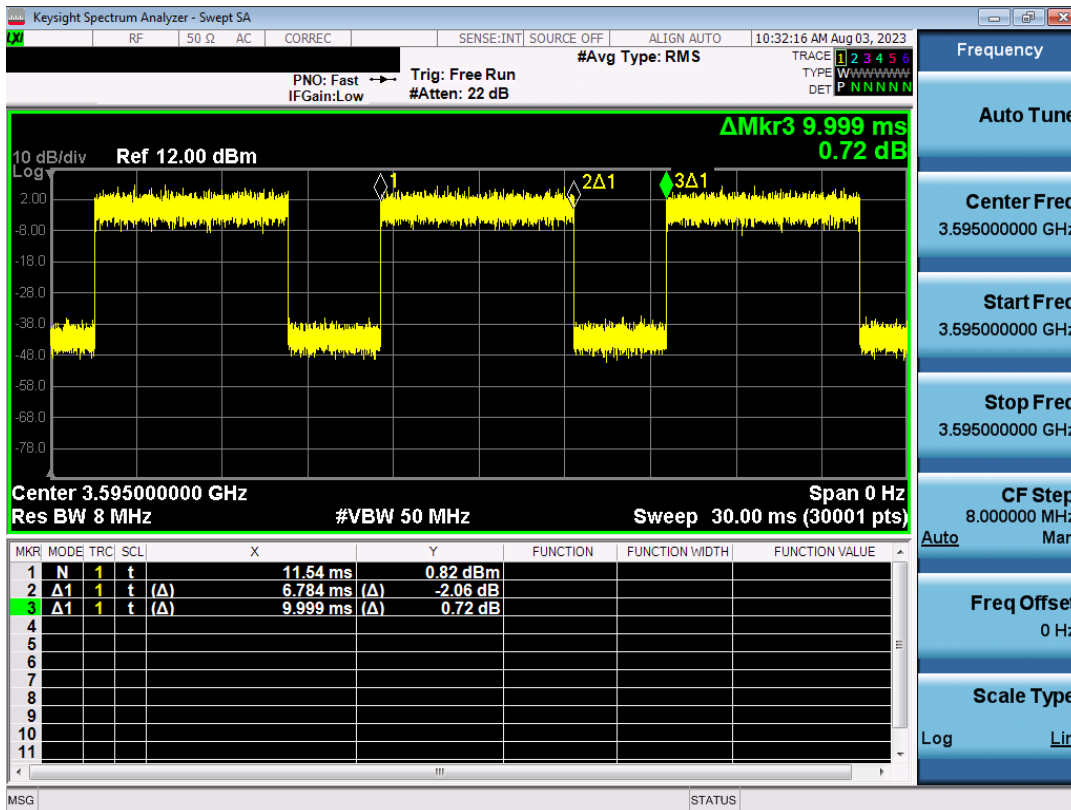 Keysight Spectrum Analyzer - Swept SA
LXI RF 50 Ω AC CORREC SENSE:INT SOURCE OFF ALIGN AUTO 10:32:16 AM Aug 03, 2023
#Avg Type: RMS TRACE 1 2 3 4 5 6
PNO: Fast Trig: Free Run TYPE WWWWWW
IFGain:Low #Atten: 22 dB DET P N N N N N
ΔMkr3 9.999 ms
0.72 dB
10 dB/div Ref 12.00 dBm
Log
1 2Δ1 3Δ1
2.00
-8.00
-18.0
-28.0
-38.0
-48.0
-58.0
-68.0
-78.0
Center 3.595000000 GHz Span 0 Hz
Res BW 8 MHz #VBW 50 MHz Sweep 30.00 ms (30001 pts)
MKR MODE TRC SCL X Y FUNCTION FUNCTION WIDTH FUNCTION VALUE
1 N 1 t 11.54 ms 0.82 dBm
2 Δ1 1 t (Δ) 6.784 ms (Δ) -2.06 dB
3 Δ1 1 t (Δ) 9.999 ms (Δ) 0.72 dB
4
5
6
7
8
9
10
11
MSG STATUS
Frequency
Auto Tune
Center Freq
3.595000000 GHz
Start Freq
3.595000000 GHz
Stop Freq
3.595000000 GHz
CF Step
8.000000 MHz
Auto Man
Freq Offset
0 Hz
Scale Type
Log Lin